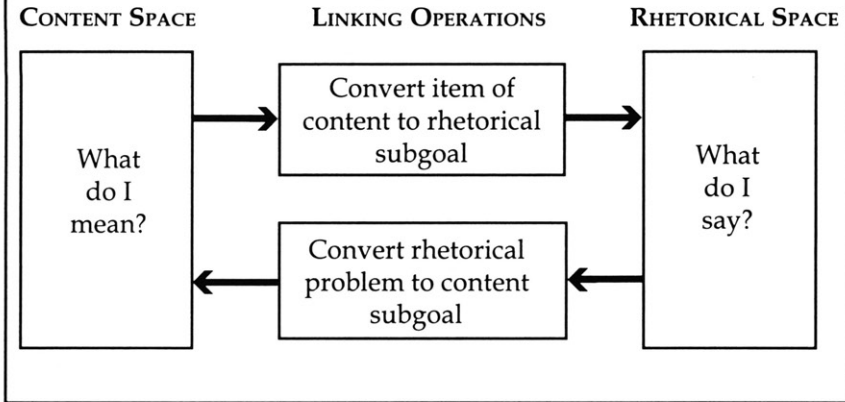 CONTENT SPACE
LINKING OPERATIONS
RHETORICAL SPACE
What
do I
mean?
Convert item of
content to rhetorical
subgoal
Convert rhetorical
problem to content
subgoal
What
do I
say?